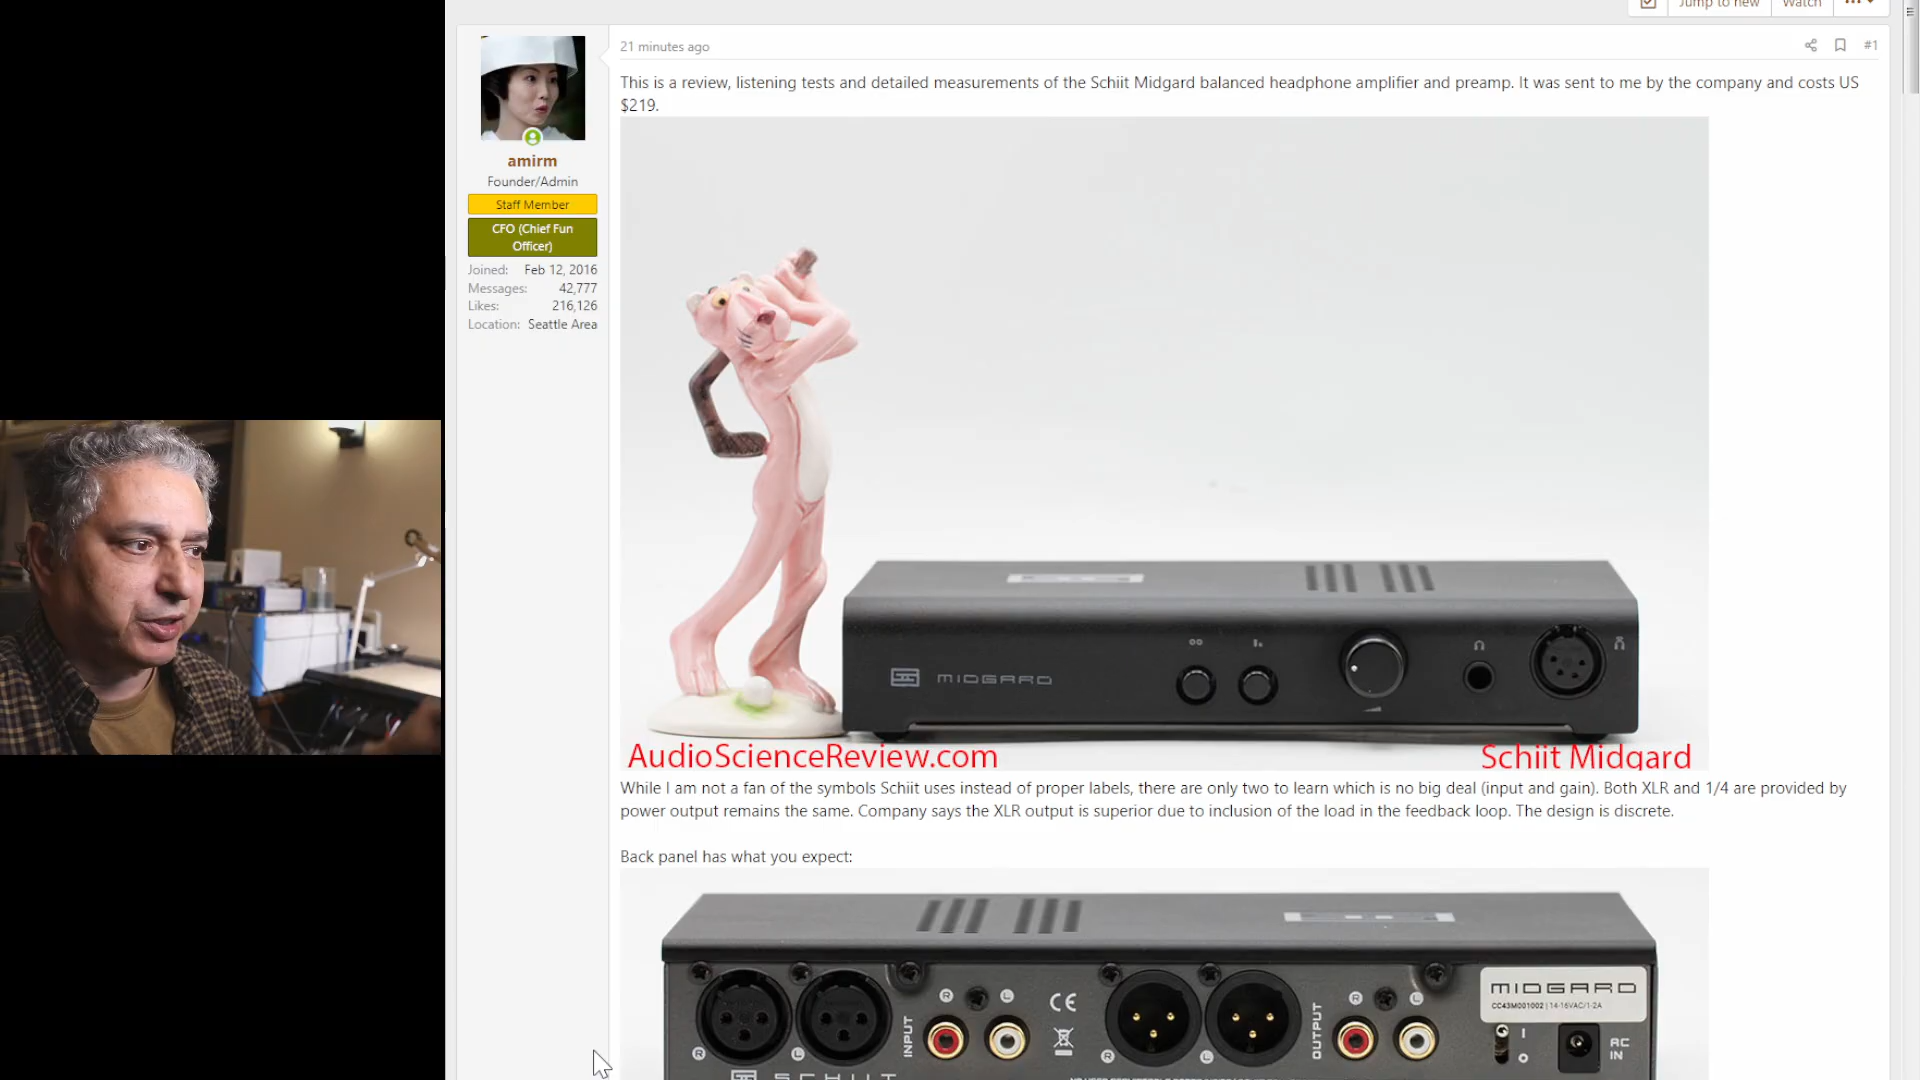 Jump to new
Watch
21 minutes ago
#1
This is a review, listening tests and detailed measurements of the Schiit Midgard balanced headphone amplifier and preamp. It was sent to me by the company and costs US
$219.
amirm
Founder/Admin
Staff Member
CFO (Chief Fun
Officer)
Joined: Feb 12, 2016
Messages: 42,777
Likes: 216,126
Location: Seattle Area
MIDGARD
AudioScienceReview.com
Schiit Midgard
While I am not a fan of the symbols Schiit uses instead of proper labels, there are only two to learn which is no big deal (input and gain). Both XLR and 1/4 are provided by
power output remains the same. Company says the XLR output is superior due to inclusion of the load in the feedback loop. The design is discrete.
Back panel has what you expect:
MIDGARD
CC43M001002 | 14-16VAC/1-2A
R L CE R L
INPUT
OUTPUT
R L R L
AC
IN
SCHIIT